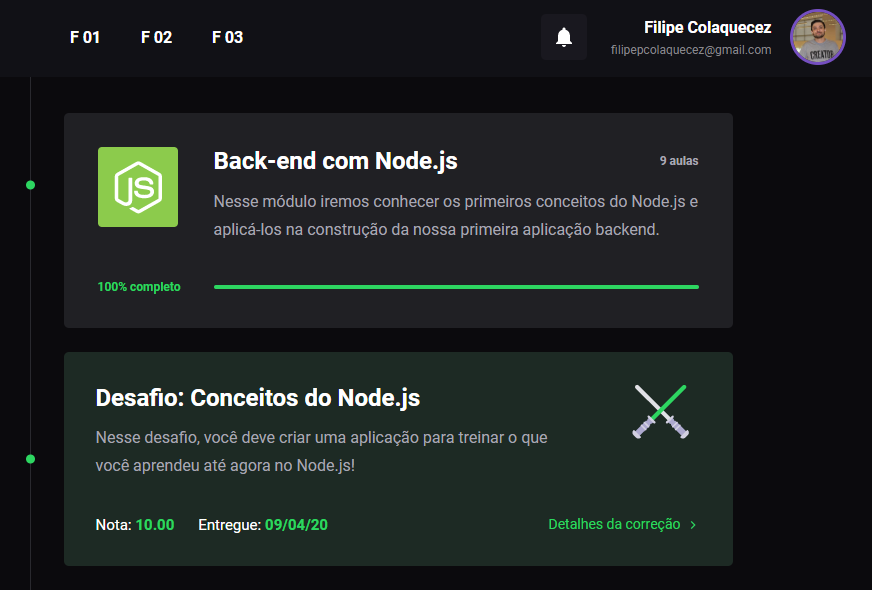 F 01 F 02 F 03
Filipe Colaquecez
filipepcolaquecez@gmail.com
CREATOR
JS
Back-end com Node.js
9 aulas
Nesse módulo iremos conhecer os primeiros conceitos do Node.js e
aplicá-los na construção da nossa primeira aplicação backend.
100% completo
Desafio: Conceitos do Node.js
Nesse desafio, você deve criar uma aplicação para treinar o que
você aprendeu até agora no Node.js!
Nota: 10.00 Entregue: 09/04/20 Detalhes da correção